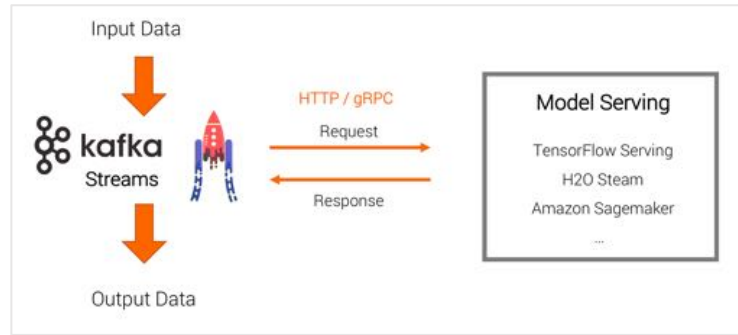 Input Data
kafka
Streams
Output Data
HTTP / gRPC
Request
Response
Model Serving
TensorFlow Serving
H2O Steam
Amazon Sagemaker
...